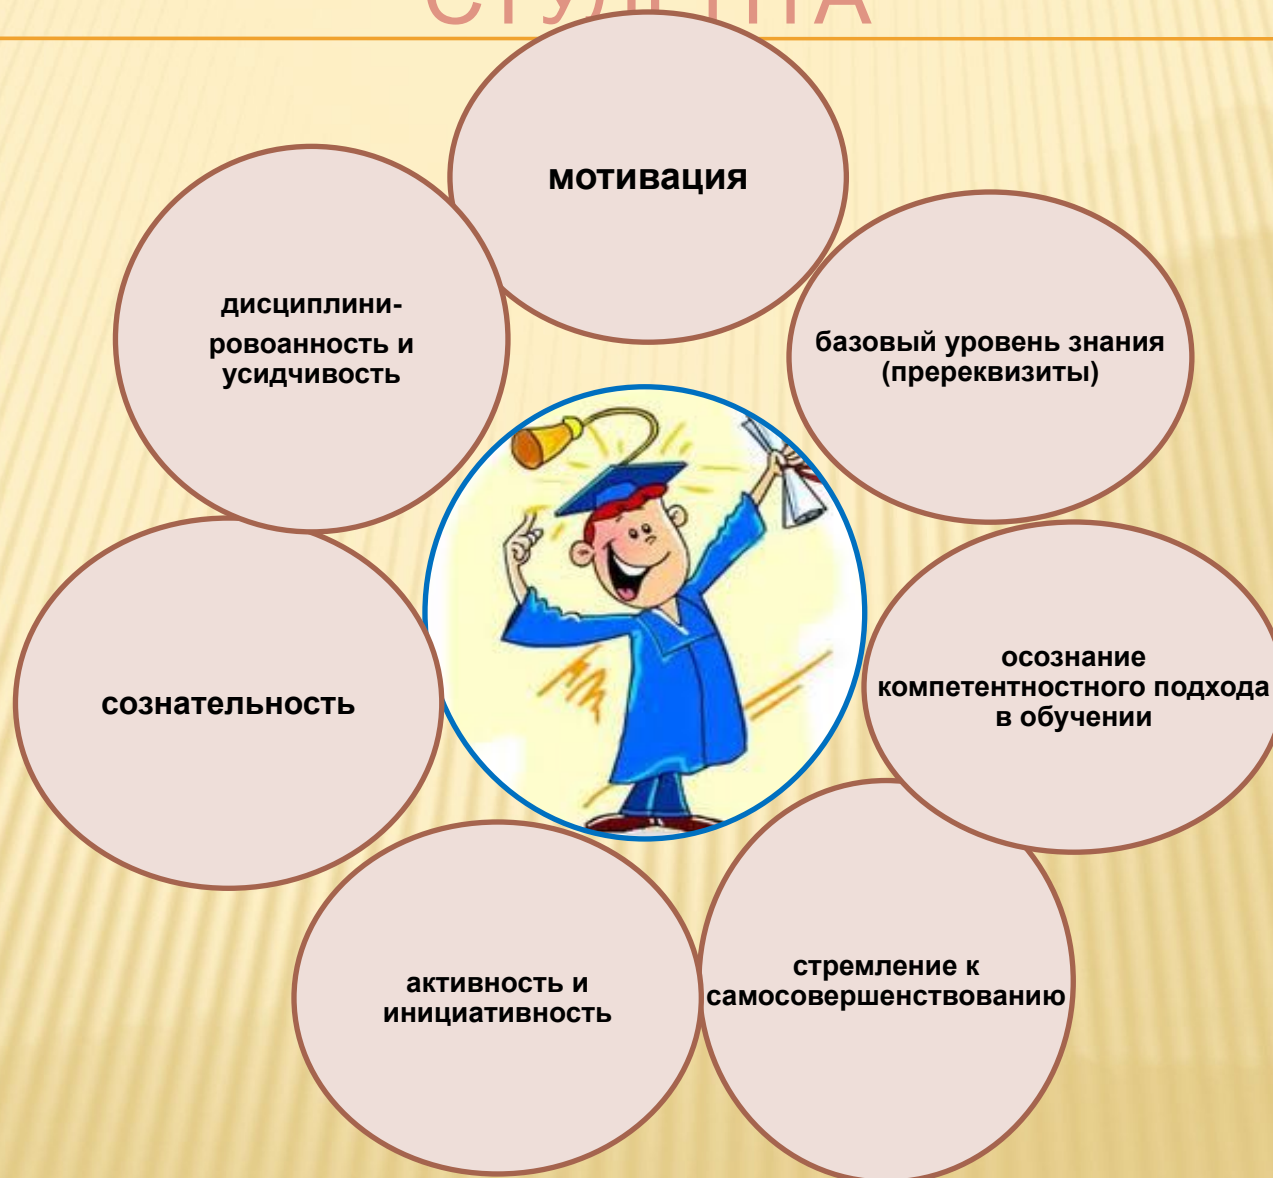 мотивация
дисциплини-
ровоанность и
усидчивость
базовый уровень знания
(пререквизиты)
сознательность
осознание
компетентностного подхода
в обучении
активность и
инициативность
стремление к
самосовершенствованию